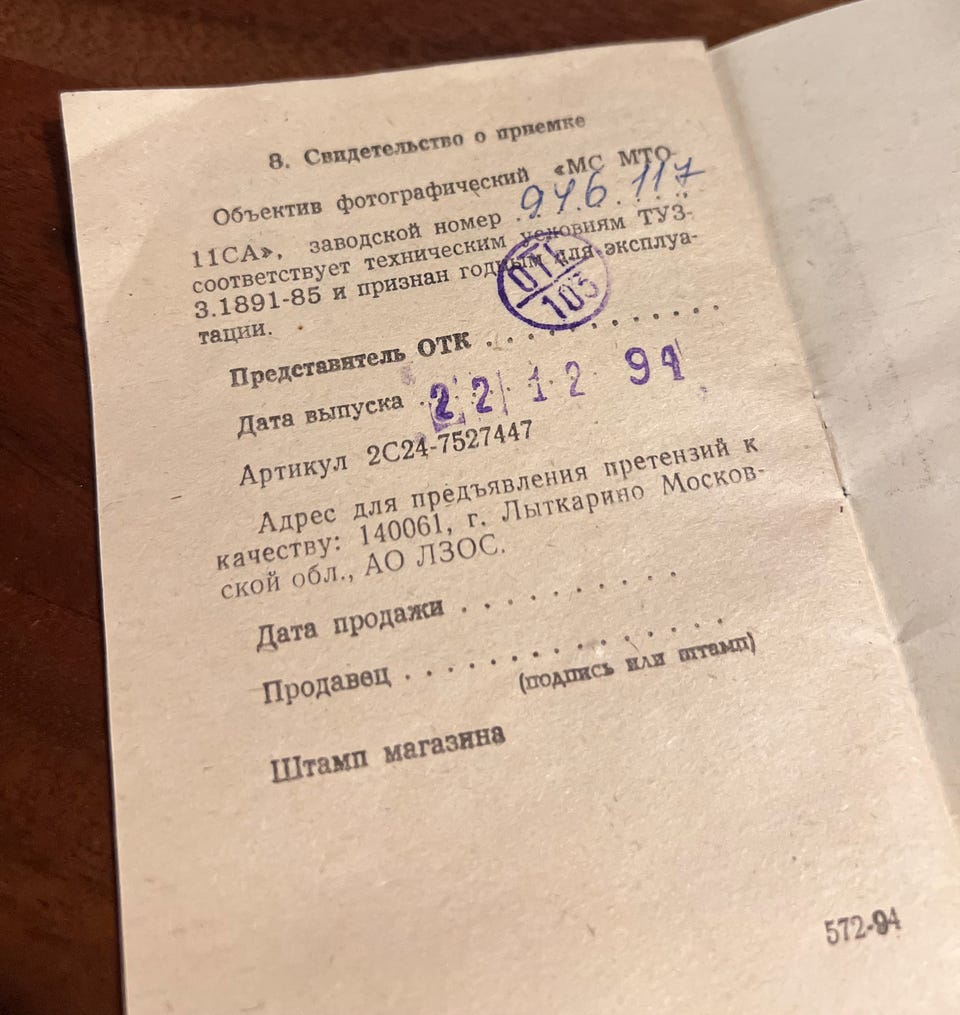 8. Свидетельство о приемке
Объектив фотографический «МС МТО-
11СА», заводской номер 946117
соответствует техническим условиям ТУЗ-
3.1891-85 и признан годным для эксплуа-
тации.
ОТК
103
Представитель ОТК . . . . . . . . . . . .
Дата выпуска 22 12 94
Артикул 2С24-7527447
Адрес для предъявления претензий к
качеству: 140061, г. Лыткарино Москов-
ской обл., АО ЛЗОС.
Дата продажи . . . . . . . . . .
Продавец . . . . . . . . . . . . . .
(подпись или штамп)
Штамп магазина
572-94